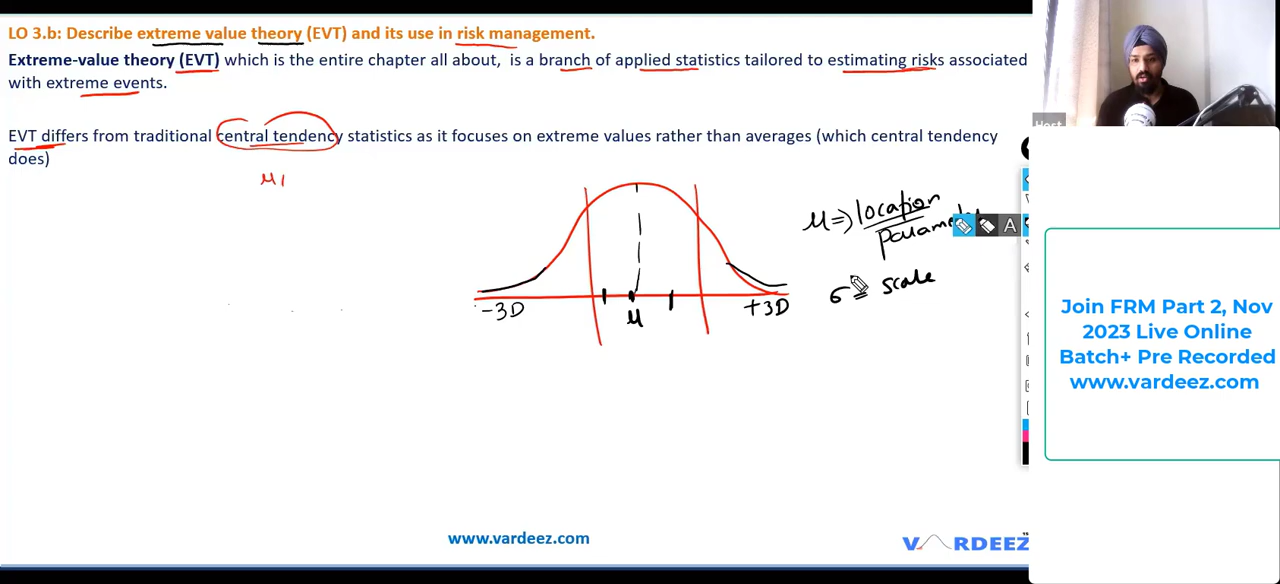 LO 3.b: Describe extreme value theory (EVT) and its use in risk management.
Extreme-value theory (EVT) which is the entire chapter all about, is a branch of applied statistics tailored to estimating risks associated
with extreme events.
EVT differs from traditional central tendency statistics as it focuses on extreme values rather than averages (which central tendency
does)
μ
μ => location
σ scale
-3D
μ
+3D
A
Host
Join FRM Part 2, Nov
2023 Live Online
Batch+ Pre Recorded
www.vardeez.com
www.vardeez.com
VARDEEZ